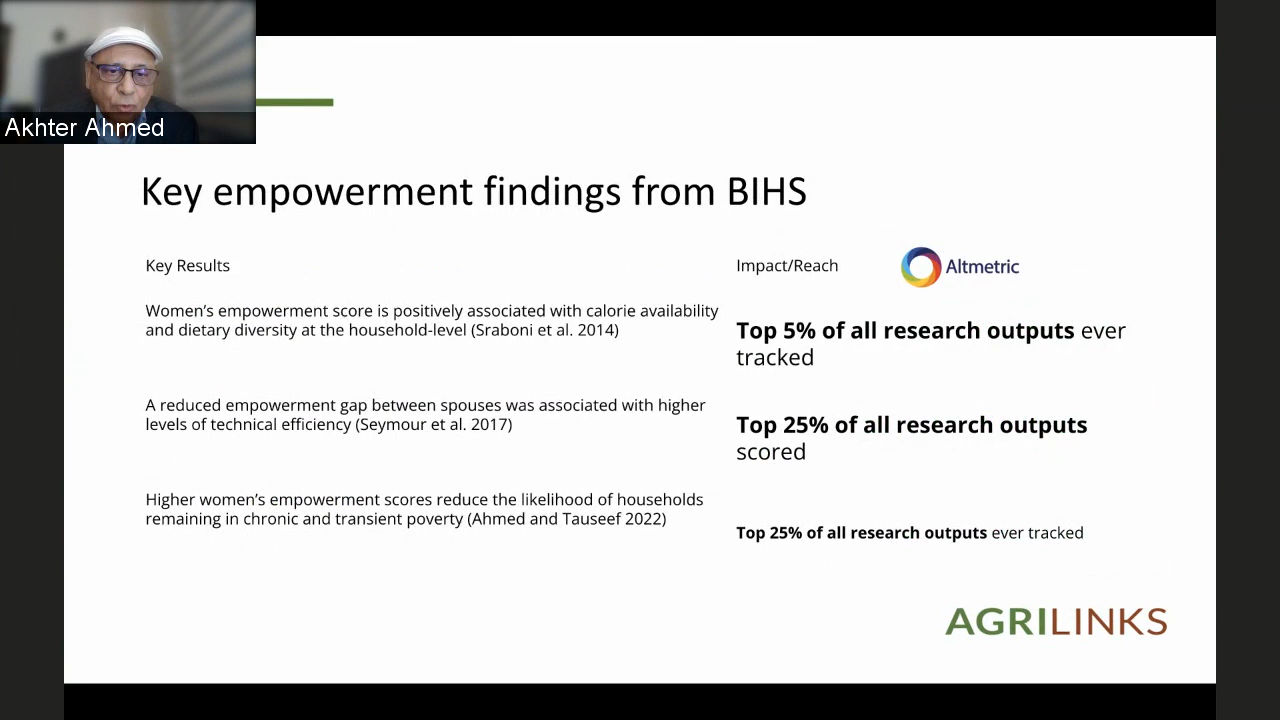 Akhter Ahmed
Key empowerment findings from BIHS
Key Results
Impact/Reach
Altmetric
Women’s empowerment score is positively associated with calorie availability
and dietary diversity at the household-level (Sraboni et al. 2014)
Top 5% of all research outputs ever
tracked
A reduced empowerment gap between spouses was associated with higher
levels of technical efficiency (Seymour et al. 2017)
Top 25% of all research outputs
scored
Higher women’s empowerment scores reduce the likelihood of households
remaining in chronic and transient poverty (Ahmed and Tauseef 2022)
Top 25% of all research outputs ever tracked
AGRILINKS